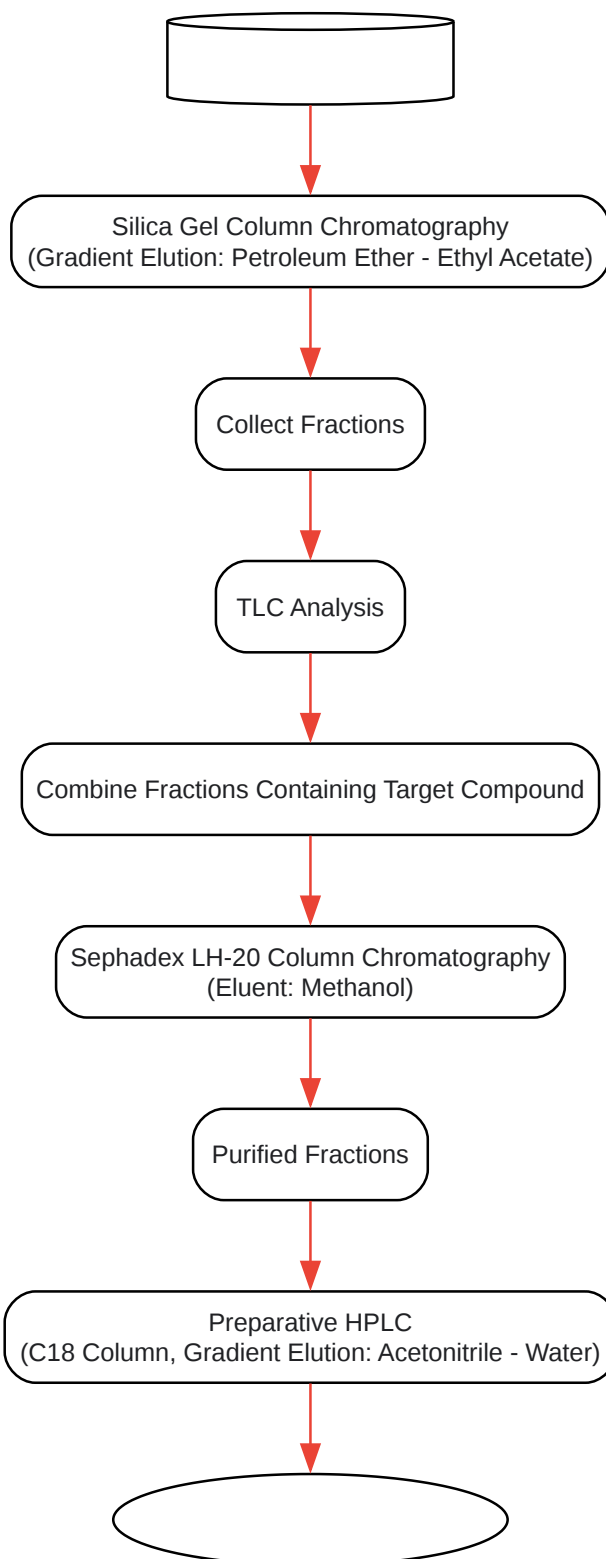 Silica Gel Column Chromatography
(Gradient Elution: Petroleum Ether - Ethyl Acetate)
Collect Fractions
TLC Analysis
Combine Fractions Containing Target Compound
Sephadex LH-20 Column Chromatography
(Eluent: Methanol)
Purified Fractions
Preparative HPLC
(C18 Column, Gradient Elution: Acetonitrile - Water)